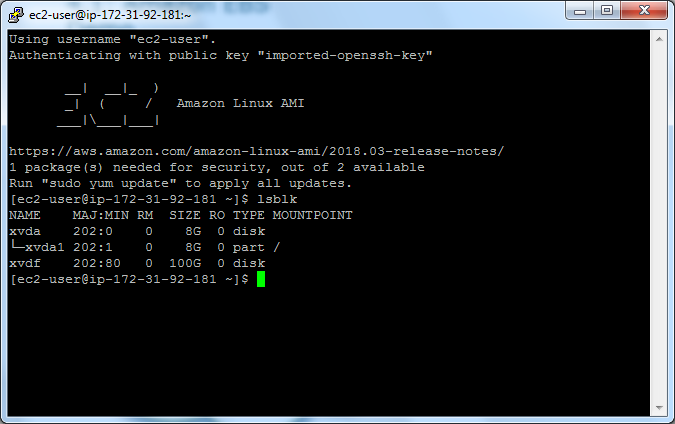 ec2-user@ip-172-31-92-181:~
Using username "ec2-user".
Authenticating with public key "imported-openssh-key"
       __|  __|_  )
       _|  (     /   Amazon Linux AMI
      ___|\___|___|
https://aws.amazon.com/amazon-linux-ami/2018.03-release-notes/
1 package(s) needed for security, out of 2 available
Run "sudo yum update" to apply all updates.
[ec2-user@ip-172-31-92-181 ~]$ lsblk
NAME    MAJ:MIN RM  SIZE RO TYPE MOUNTPOINT
xvda    202:0    0    8G  0 disk
└─xvda1 202:1    0    8G  0 part /
xvdf    202:80   0  100G  0 disk
[ec2-user@ip-172-31-92-181 ~]$